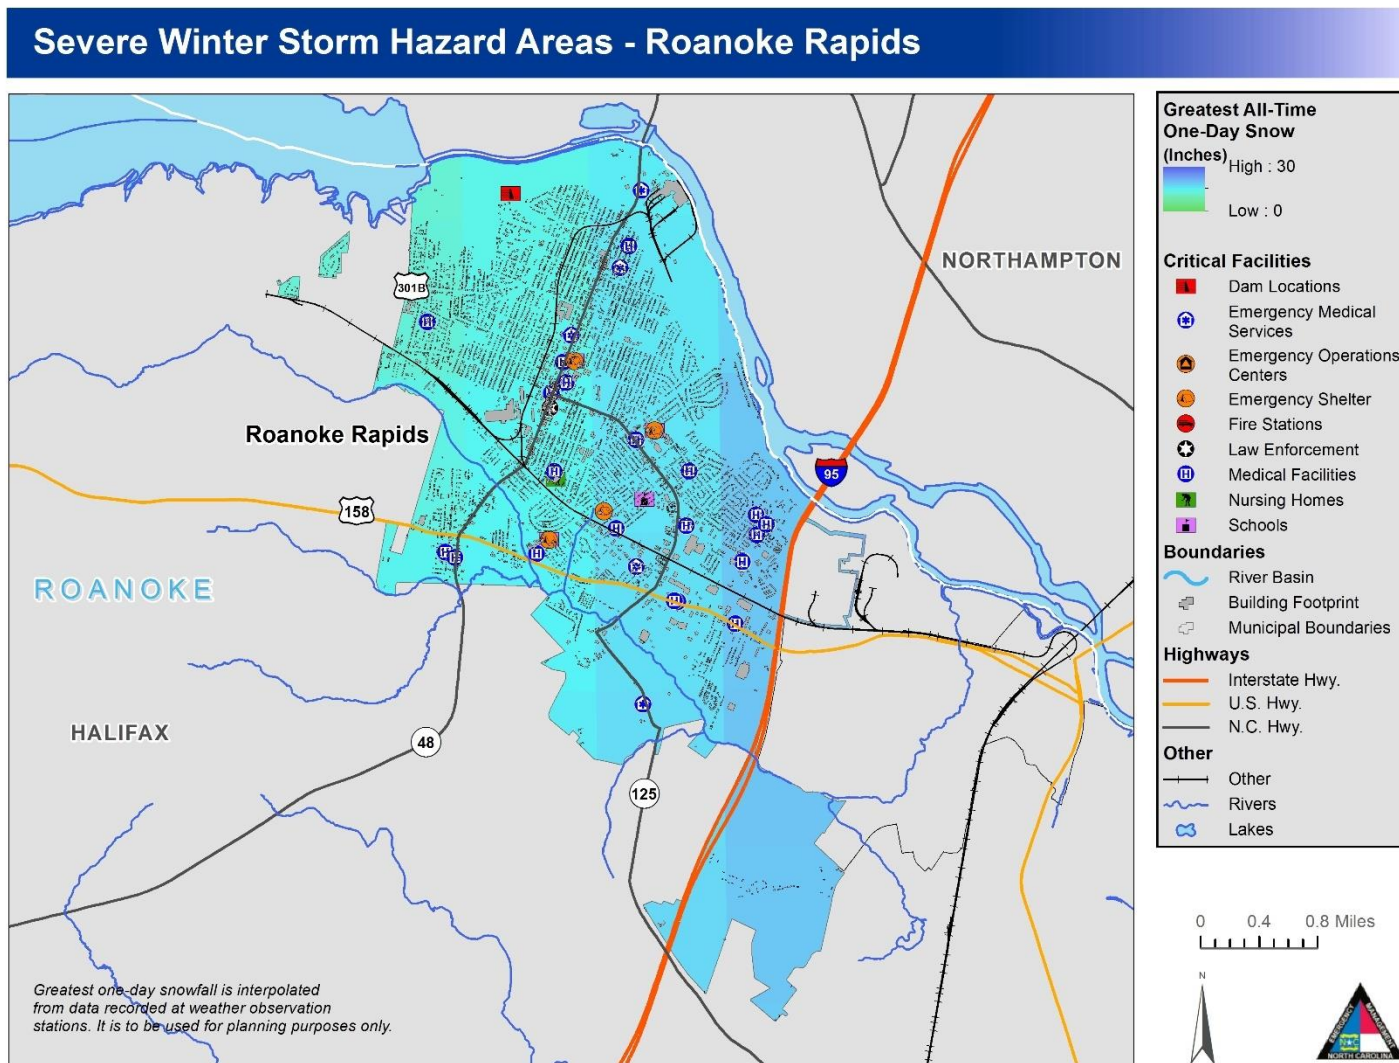 Severe Winter Storm Hazard Areas - Roanoke Rapids
NORTHAMPTON
301B
Roanoke Rapids
95
158
ROANOKE
HALIFAX
48
125
Greatest one-day snowfall is interpolated
from data recorded at weather observation
stations. It is to be used for planning purposes only.
Greatest All-Time
One-Day Snow
(Inches)
High : 30
Low : 0
Critical Facilities
Dam Locations
Emergency Medical
Services
Emergency Operations
Centers
Emergency Shelter
Fire Stations
Law Enforcement
H Medical Facilities
Nursing Homes
Schools
Boundaries
River Basin
Building Footprint
Municipal Boundaries
Highways
Interstate Hwy.
U.S. Hwy.
N.C. Hwy.
Other
Other
Rivers
Lakes
0 0.4 0.8 Miles
N
EMERGENCY
MANAGEMENT
NORTH CAROLINA